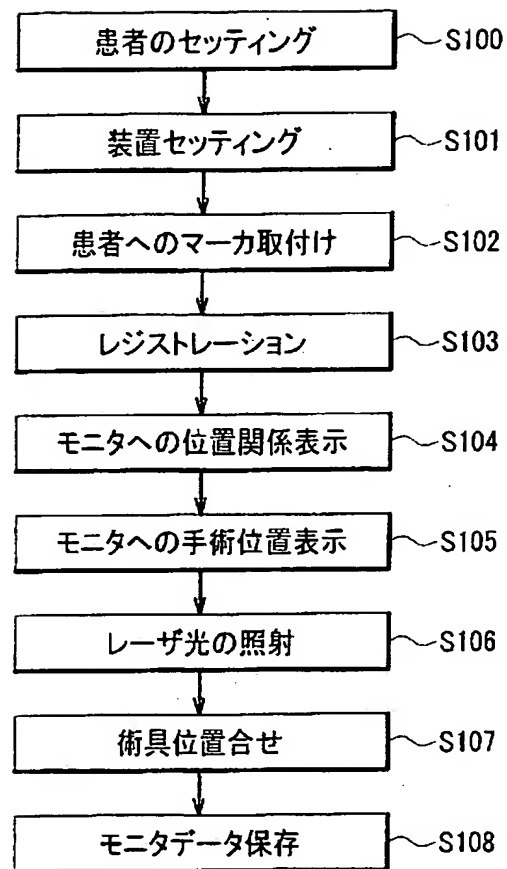 患者のセッティング S100
装置セッティング S101
患者へのマーカ取付け S102
レジストレーション S103
モニタへの位置関係表示 S104
モニタへの手術位置表示 S105
レーザ光の照射 S106
術具位置合せ S107
モニタデータ保存 S108